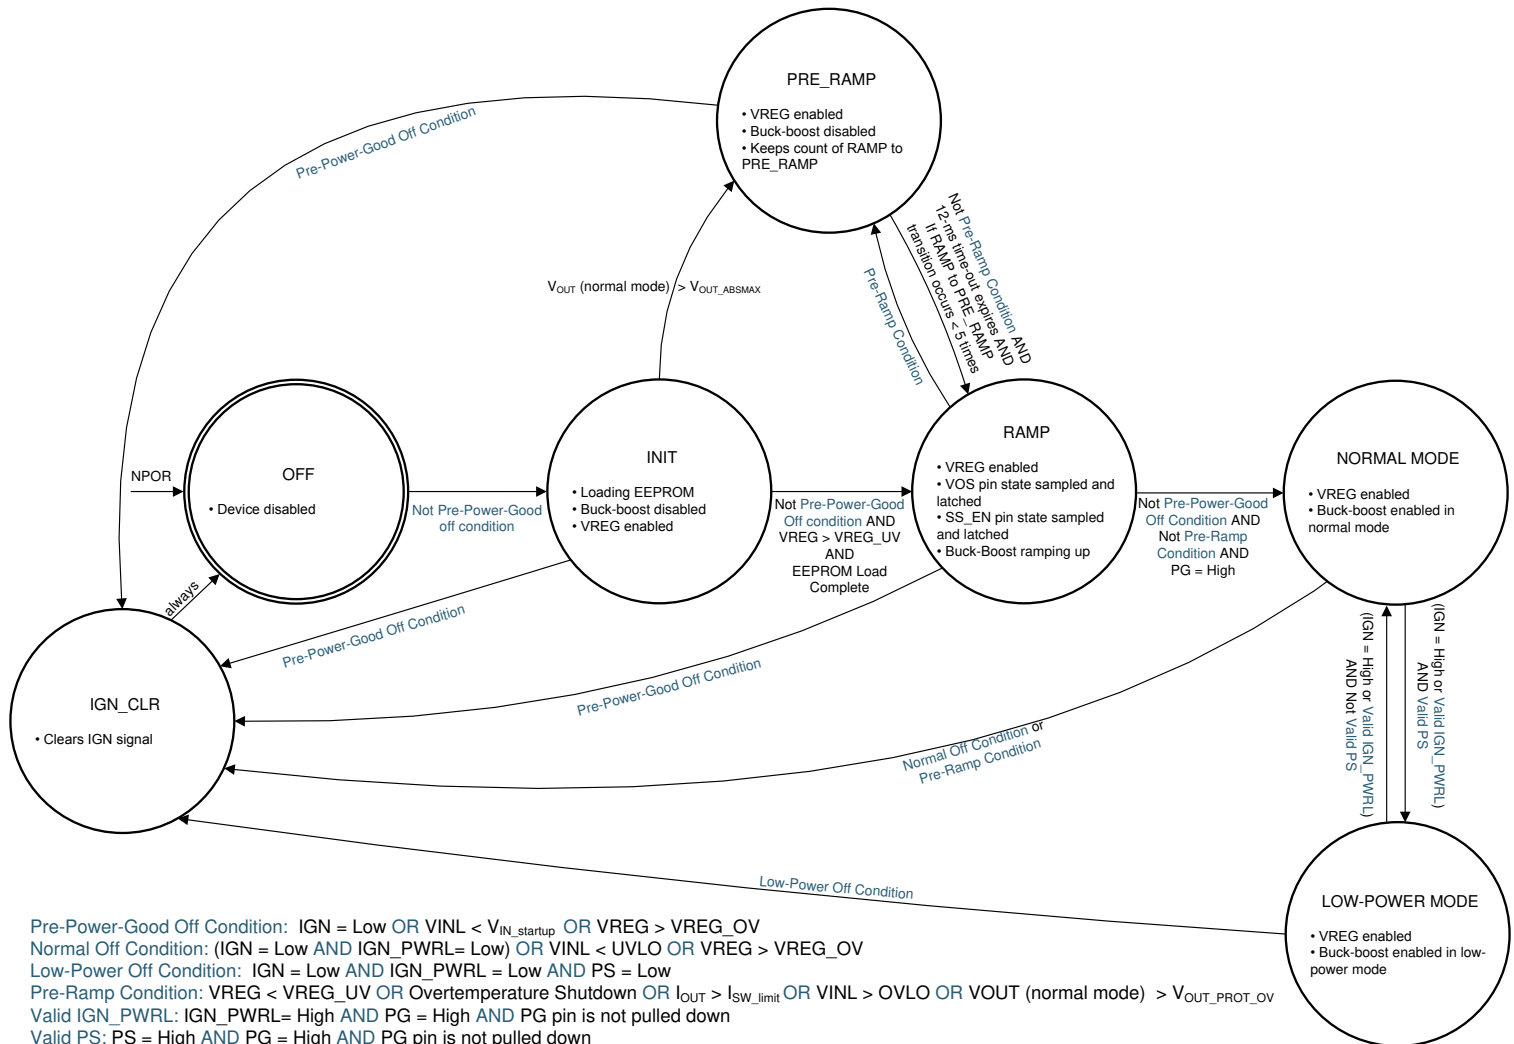 PRE_RAMP
• VREG enabled
• Buck-boost disabled
• Keeps count of RAMP to
PRE_RAMP
Pre-Power-Good Off Condition
Not Pre-Ramp Condition AND
12-ms time-out expires AND
If RAMP to PRE_RAMP
transition occurs < 5 times
Pre-Ramp Condition
VOUT (normal mode) > VOUT_ABSMAX
NPOR
OFF
• Device disabled
Not Pre-Power-Good
off condition
INIT
• Loading EEPROM
• Buck-boost disabled
• VREG enabled
Not Pre-Power-Good
Off condition AND
VREG > VREG_UV
AND
EEPROM Load
Complete
RAMP
• VREG enabled
• VOS pin state sampled and
latched
• SS_EN pin state sampled
and latched
• Buck-Boost ramping up
Not Pre-Power-Good
Off Condition AND
Not Pre-Ramp
Condition AND
PG = High
NORMAL MODE
• VREG enabled
• Buck-boost enabled in
normal mode
always
Pre-Power-Good Off Condition
Pre-Power-Good Off Condition
IGN_CLR
• Clears IGN signal
Normal Off Condition or
Pre-Ramp Condition
(IGN = High or Valid IGN_PWRL)
AND Not Valid PS
(IGN = High or Valid IGN_PWRL)
AND Valid PS
Low-Power Off Condition
LOW-POWER MODE
• VREG enabled
• Buck-boost enabled in low-
power mode
Pre-Power-Good Off Condition: IGN = Low OR VINL < VIN_startup OR VREG > VREG_OV
Normal Off Condition: (IGN = Low AND IGN_PWRL= Low) OR VINL < UVLO OR VREG > VREG_OV
Low-Power Off Condition: IGN = Low AND IGN_PWRL = Low AND PS = Low
Pre-Ramp Condition: VREG < VREG_UV OR Overtemperature Shutdown OR IOUT > ISW_limit OR VINL > OVLO OR VOUT (normal mode) > VOUT_PROT_OV
Valid IGN_PWRL: IGN_PWRL= High AND PG = High AND PG pin is not pulled down
Valid PS: PS = High AND PG = High AND PG pin is not pulled down